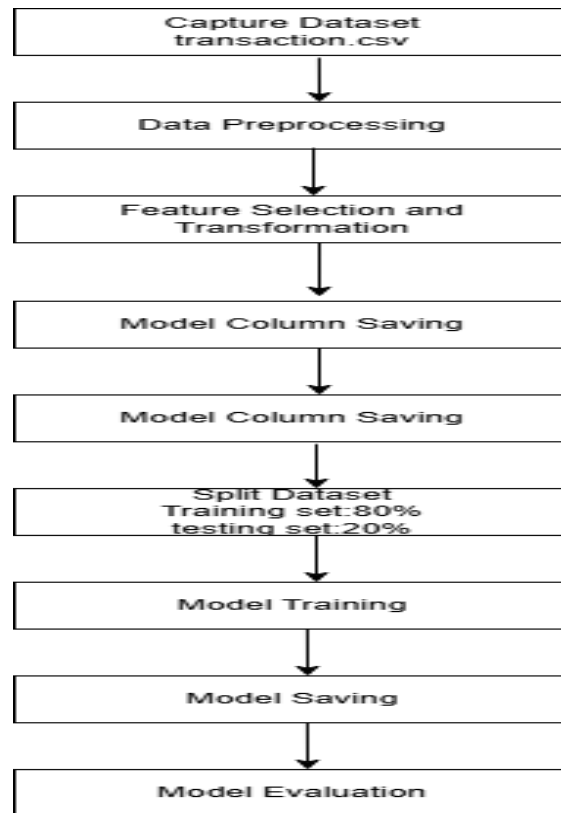 Capture Dataset
transaction.csv
Data Preprocessing
Feature Selection and
Transformation
Model Column Saving
Model Column Saving
Split Dataset
Training set:80%
testing set:20%
Model Training
Model Saving
Model Evaluation